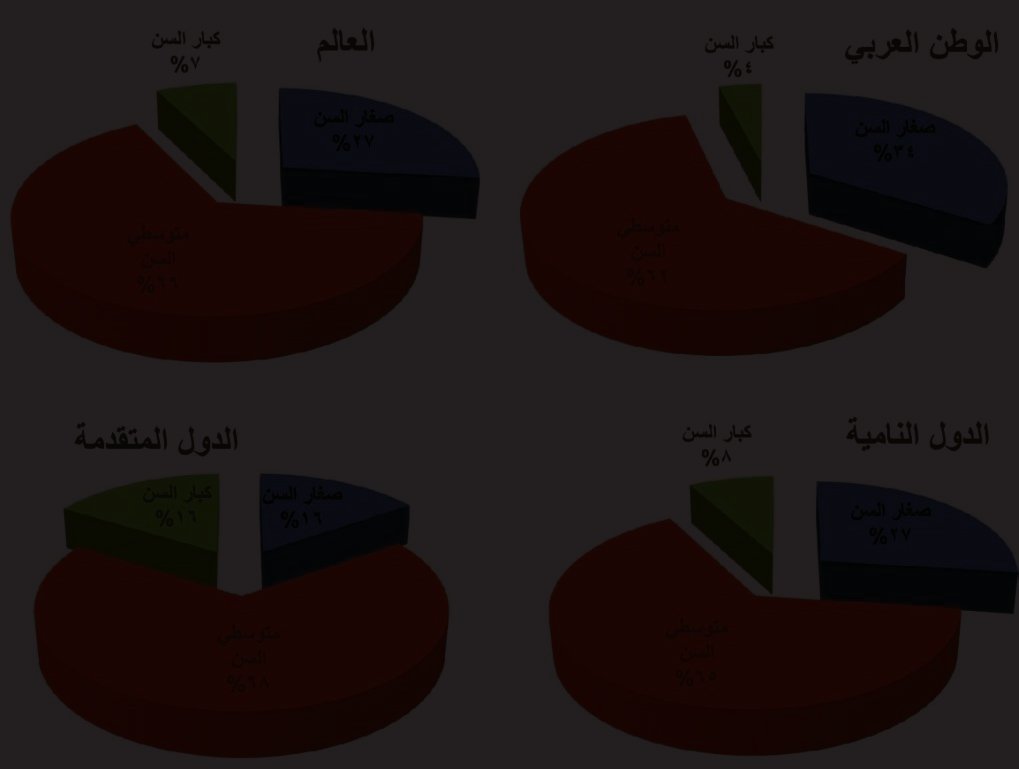 الوطن العربي
كبار السن
%٤
صغار السن
%٣٤
متوسطي
السن
%٦٢
العالم
كبار السن
%٧
صغار السن
%٢٧
متوسطي
السن
%٦٦
الدول النامية
كبار السن
%٨
صغار السن
%٢٧
متوسطي
السن
%٦٥
الدول المتقدمة
كبار السن
%١٦
صغار السن
%١٦
متوسطي
السن
%٦٨